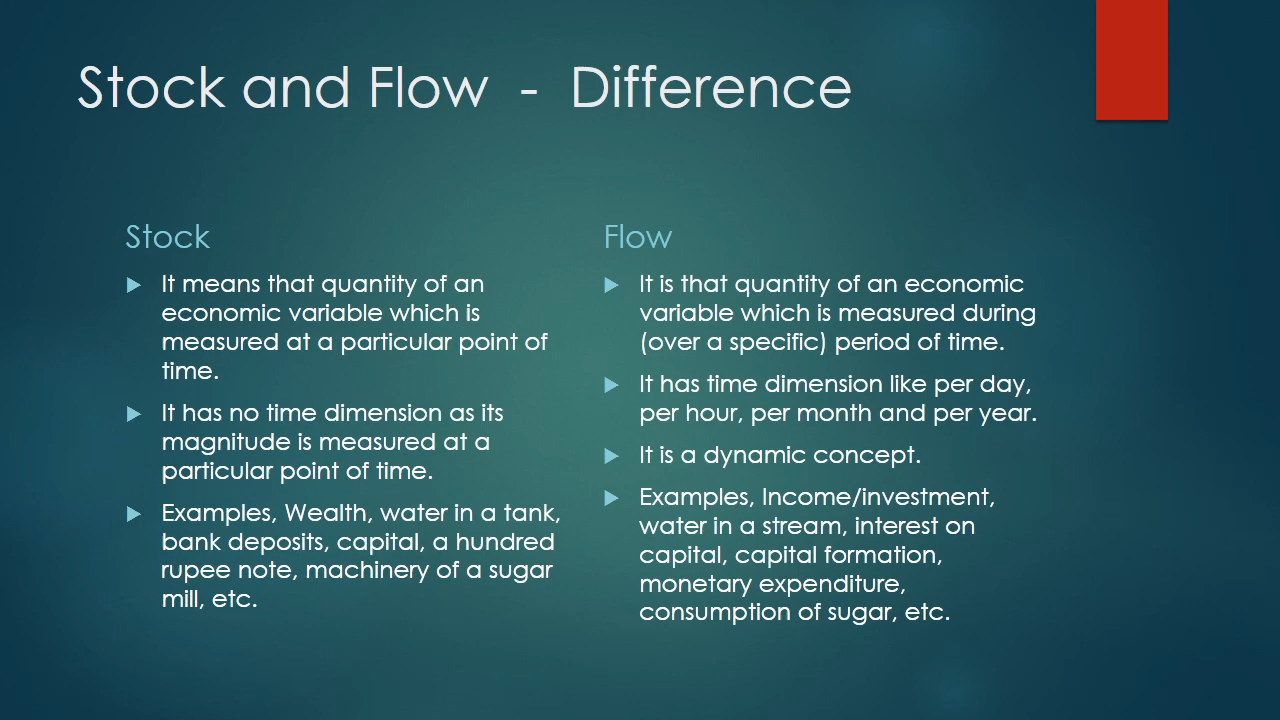 Stock and Flow - Difference
Stock
It means that quantity of an
economic variable which is
measured at a particular point of
time.
It has no time dimension as its
magnitude is measured at a
particular point of time.
Examples, Wealth, water in a tank,
bank deposits, capital, a hundred
rupee note, machinery of a sugar
mill, etc.
Flow
It is that quantity of an economic
variable which is measured during
(over a specific) period of time.
It has time dimension like per day,
per hour, per month and per year.
It is a dynamic concept.
Examples, Income/investment,
water in a stream, interest on
capital, capital formation,
monetary expenditure,
consumption of sugar, etc.